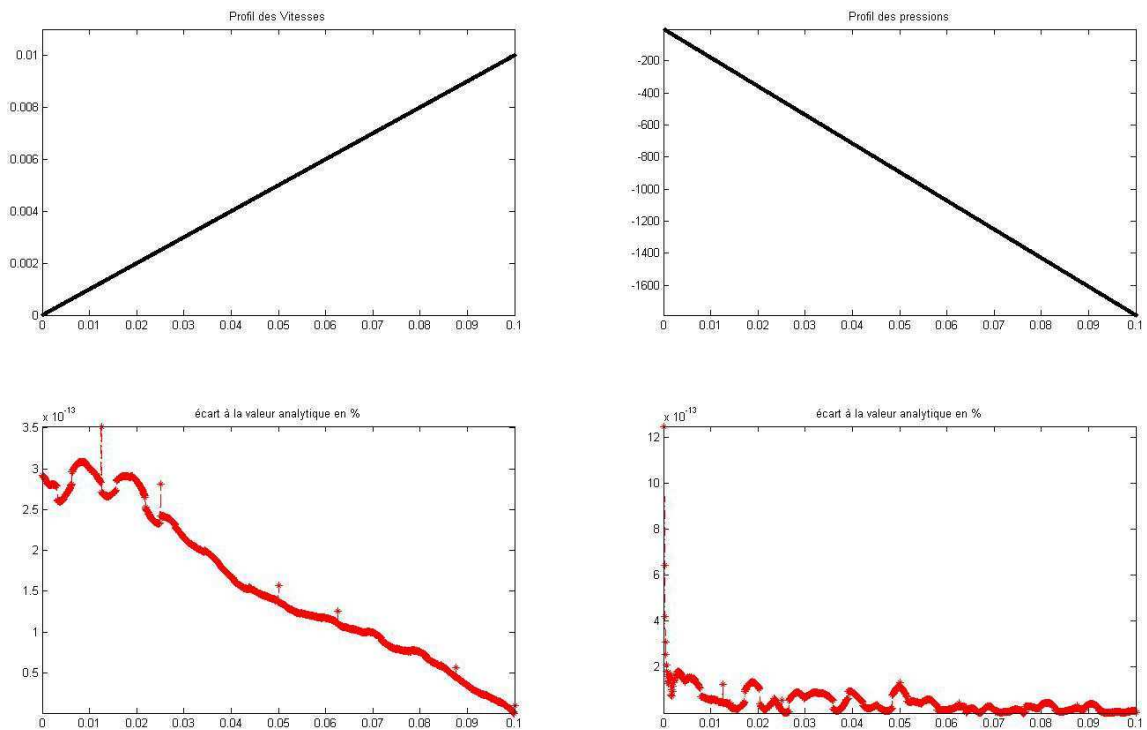 Profil des Vitesses
0.01
0.008
0.006
0.004
0.002
0
0 0.01 0.02 0.03 0.04 0.05 0.06 0.07 0.08 0.09 0.1
Profil des pressions
-200
-400
-600
-800
-1000
-1200
-1400
-1600
0 0.01 0.02 0.03 0.04 0.05 0.06 0.07 0.08 0.09 0.1
x 10-13
écart à la valeur analytique en %
3.5
3
2.5
2
1.5
1
0.5
0 0.01 0.02 0.03 0.04 0.05 0.06 0.07 0.08 0.09 0.1
x 10-13
écart à la valeur analytique en %
12
10
8
6
4
2
0 0.01 0.02 0.03 0.04 0.05 0.06 0.07 0.08 0.09 0.1